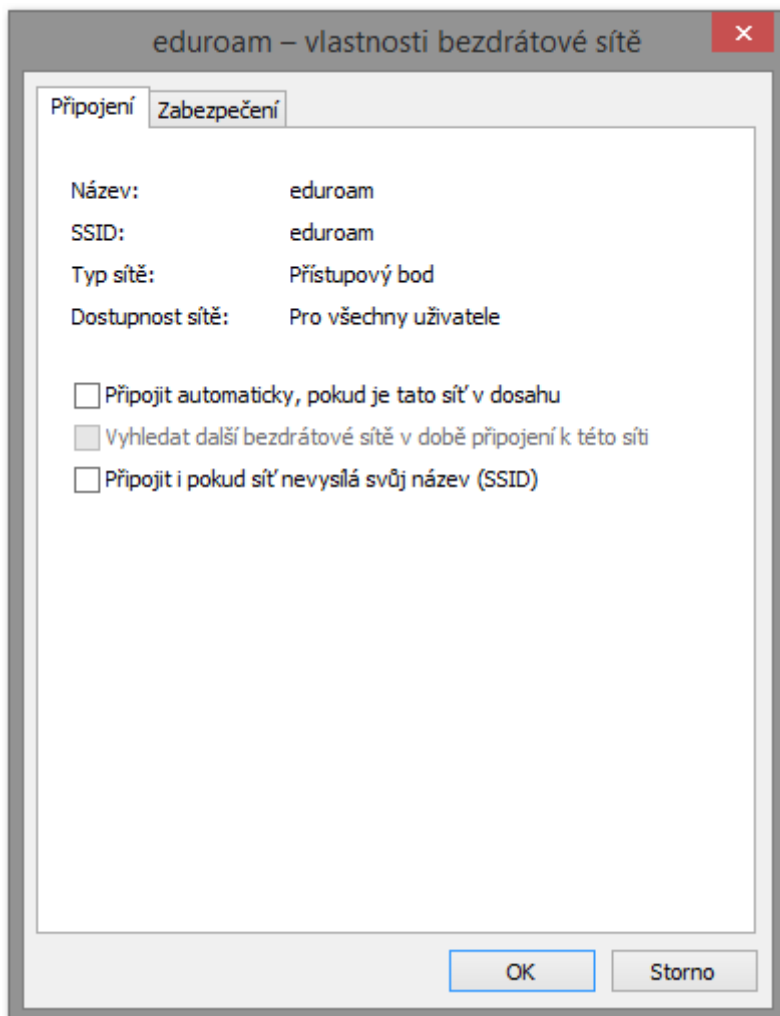 eduroam – vlastnosti bezdrátové sítě
Připojení Zabezpečení
Název: eduroam
SSID: eduroam
Typ sítě: Přístupový bod
Dostupnost sítě: Pro všechny uživatele
Připojit automaticky, pokud je tato síť v dosahu
Vyhledat další bezdrátové sítě v době připojení k této síti
Připojit i pokud síť nevysílá svůj název (SSID)
OK Storno